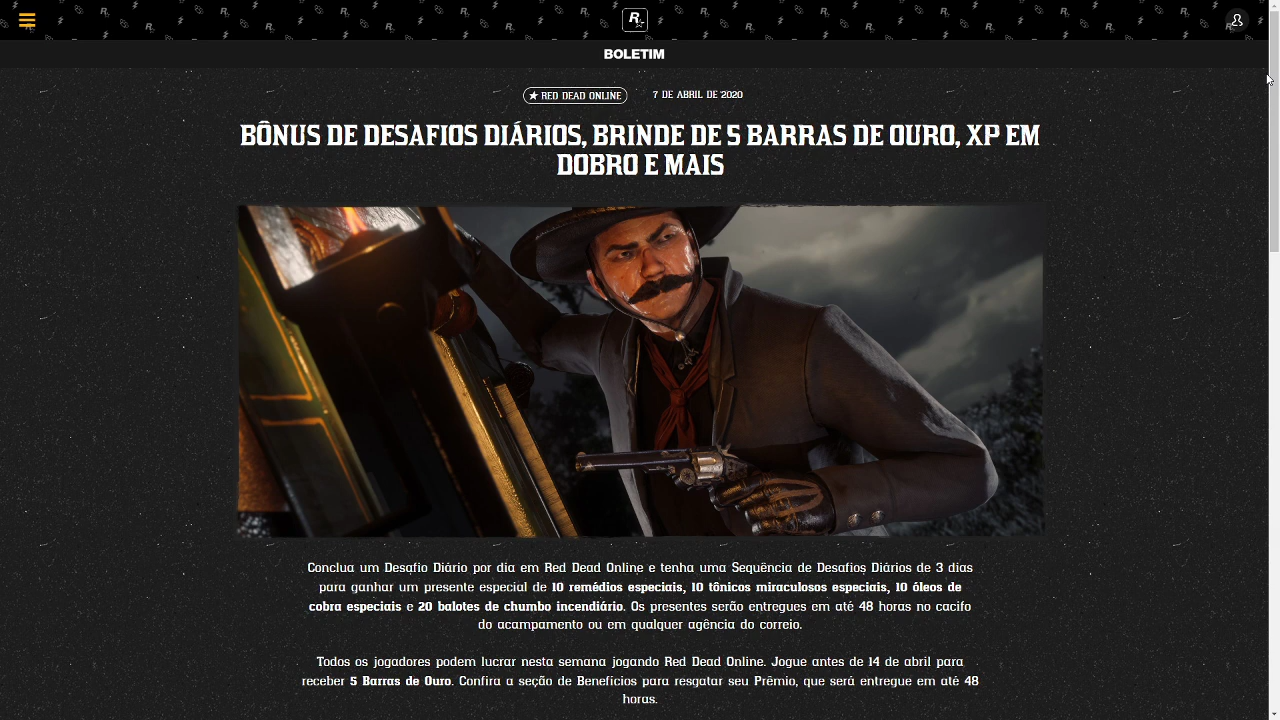 R
BOLETIM
★ RED DEAD ONLINE 7 DE ABRIL DE 2020
BÔNUS DE DESAFIOS DIÁRIOS, BRINDE DE 5 BARRAS DE OURO, XP EM
DOBRO E MAIS
Conclua um Desafio Diário por dia em Red Dead Online e tenha uma Sequência de Desafios Diários de 3 dias
para ganhar um presente especial de 10 remédios especiais, 10 tônicos miraculosos especiais, 10 óleos de
cobra especiais e 20 balotes de chumbo incendiário. Os presentes serão entregues em até 48 horas no cacifo
do acampamento ou em qualquer agência do correio.
Todos os jogadores podem lucrar nesta semana jogando Red Dead Online. Jogue antes de 14 de abril para
receber 5 Barras de Ouro. Confira a seção de Benefícios para resgatar seu Prêmio, que será entregue em até 48
horas.